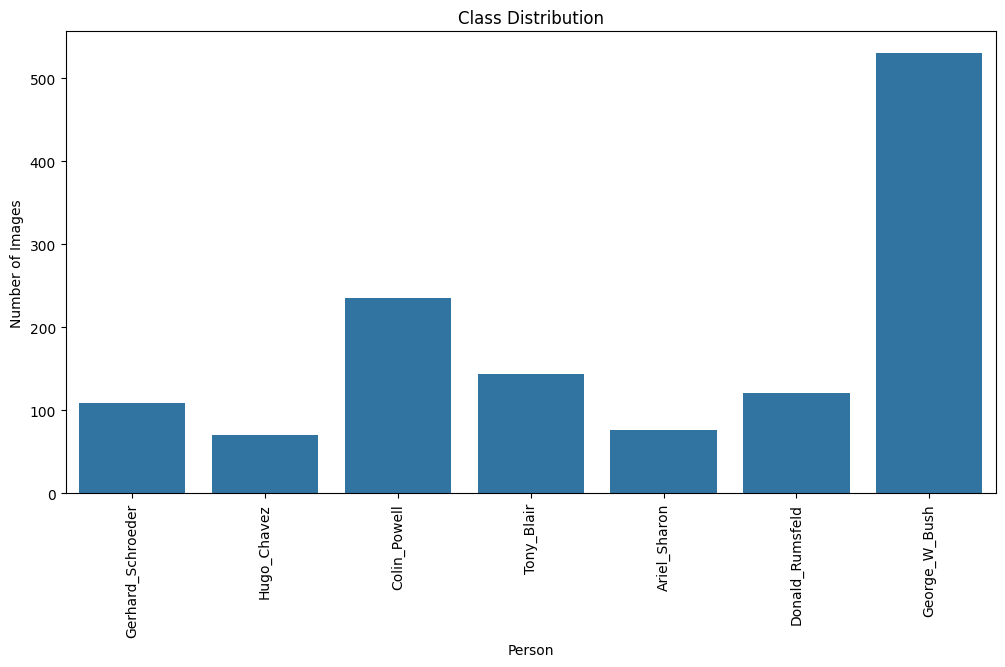 Class Distribution
Number of Images
500
400
300
200
100
0
Gerhard_Schroeder
Hugo_Chavez
Colin_Powell
Tony_Blair
Ariel_Sharon
Donald_Rumsfeld
George_W_Bush
Person